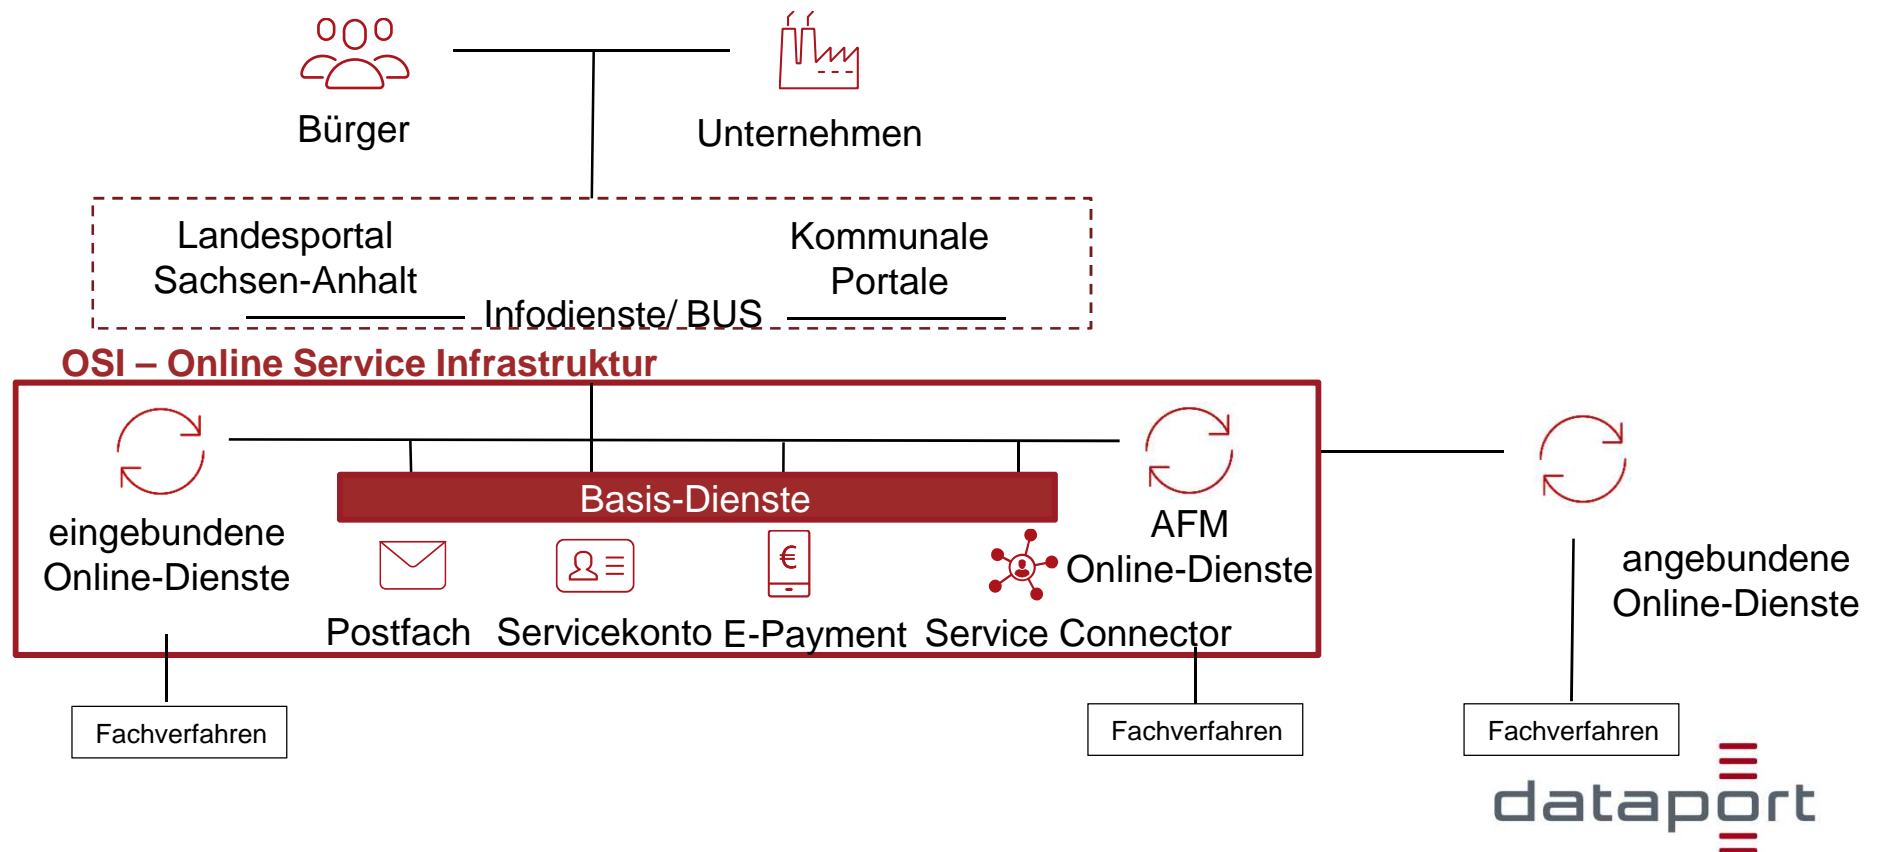 Bürger
Unternehmen
Landesportal
Sachsen-Anhalt
Kommunale
Portale
Infodienste/ BUS
OSI – Online Service Infrastruktur
eingebundene
Online-Dienste
Basis-Dienste
€
Postfach
Servicekonto
E-Payment
Service Connector
AFM
Online-Dienste
angebundene
Online-Dienste
Fachverfahren
Fachverfahren
Fachverfahren
dataport